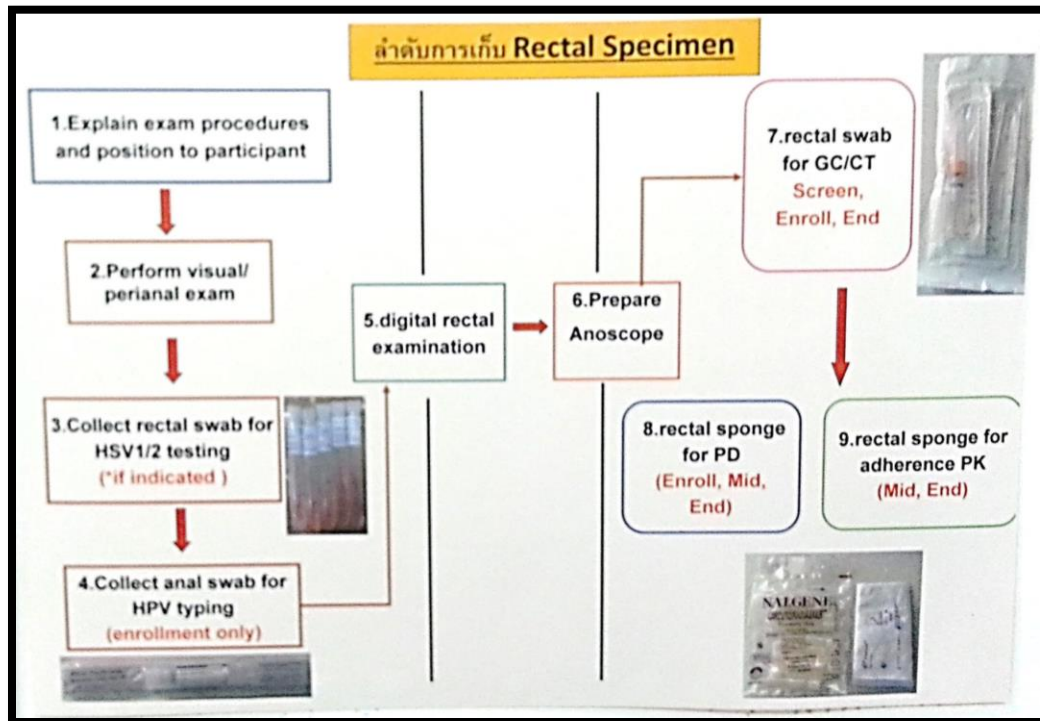 ลำดับการเก็บ Rectal Specimen
1.Explain exam procedures
and position to participant
2.Perform visual/
perianal exam
3.Collect rectal swab for
HSV1/2 testing
(*if indicated )
4.Collect anal swab for
HPV typing
(enrollment only)
5.digital rectal
examination
6.Prepare
Anoscope
7.rectal swab
for GC/CT
Screen,
Enroll, End
8.rectal sponge
for PD
(Enroll, Mid,
End)
9.rectal sponge for
adherence PK
(Mid, End)
NALGENE